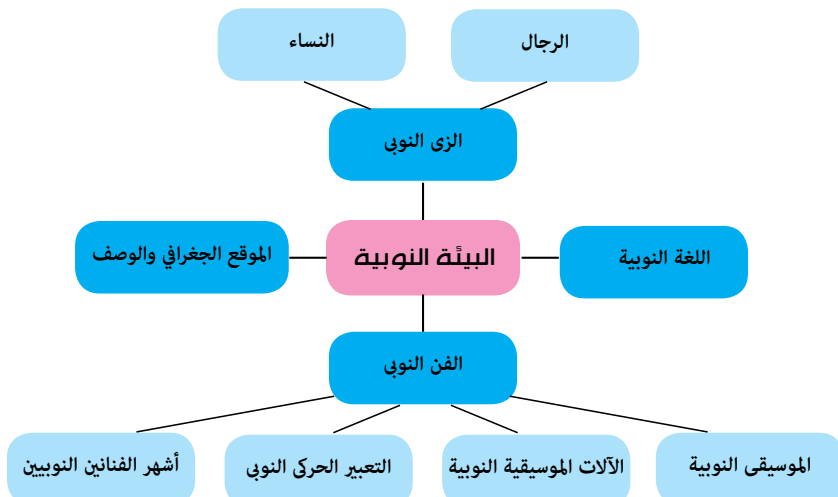 الرجال
النساء
الزى النوبى
اللغة النوبية
البيئة النوبية
الموقع الجغرافي والوصف
الفن النوبى
الموسيقى النوبية
الآلات الموسيقية النوبية
التعبير الحركى النوبى
أشهر الفنانين النوبيين